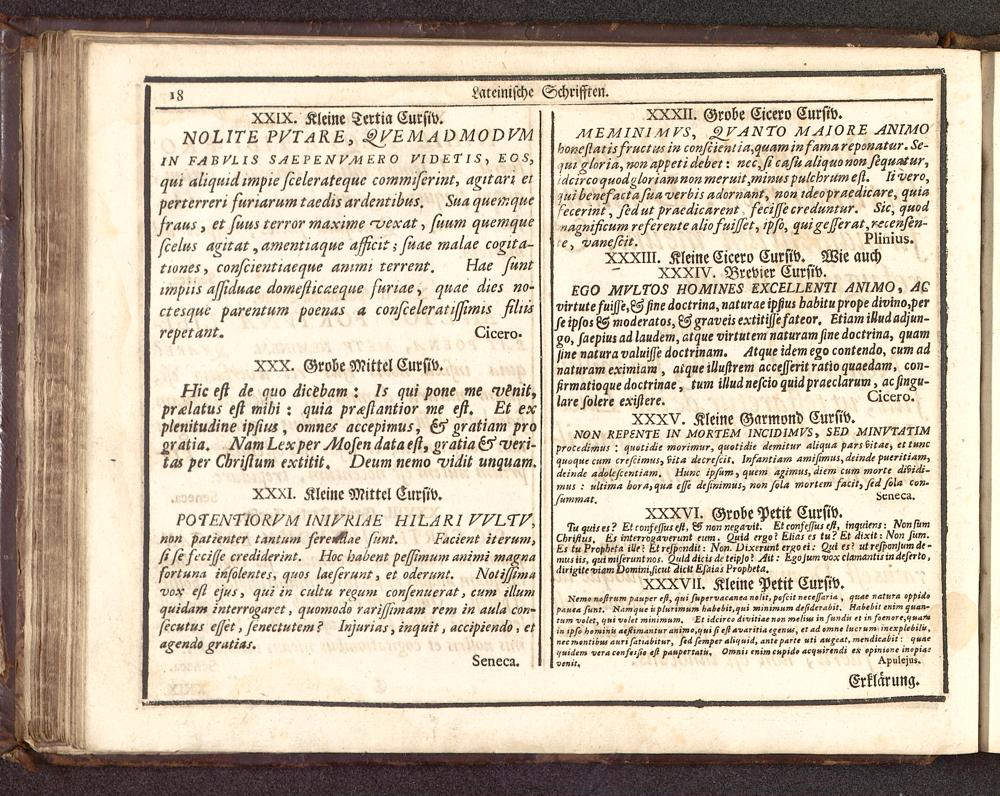 18
Lateinische Schrifften.
XXIX. Kleine Tertia Cursiv.
NOLITE PVTARE, QVEMADMODVM
IN FABVLIS SAEPENVMERO VIDETIS, EOS,
qui aliquid impie ſcelerateque commiſerint, agitari et
perterreri furiarum taedis ardentibus. Sua quemque
fraus, et ſuus terror maxime vexat, ſuum quemque
ſcelus agitat, amentiaque afficit; ſuae malae cogita-
tiones, conſcientiaeque animi terrent. Hae ſunt
impiis aſſiduae domeſticaeque furiae, quae dies no-
ctesque parentum poenas a conſceleratiſſimis filiis
repetant. Cicero.
XXX. Grobe Mittel Cursiv.
Hic eſt de quo dicebam: Is qui pone me venit,
prælatus eſt mihi: quia præſtantior me eſt. Et ex
plenitudine ipſius, omnes accepimus, & gratiam pro
gratia. Nam Lex per Moſen data eſt, gratia & veri-
tas per Chriſtum extitit. Deum nemo vidit unquam.
XXXI. Kleine Mittel Cursiv.
POTENTIORVM INIVRIAE HILARI VVLTV,
non patienter tantum ferendae ſunt. Facient iterum,
ſi ſe feciſſe crediderint. Hoc habent peſſimum animi magna
fortuna inſolentes, quos laeſerunt, et oderunt. Notiſſima
vox eſt ejus, qui in cultu regum conſenuerat, cum illum
quidam interrogaret, quomodo rariſſimam rem in aula con-
ſecutus eſſet, ſenectutem? Injurias, inquit, accipiendo, et
agendo gratias.
Seneca.
XXXII. Grobe Cicero Cursiv.
MEMINIMVS, QVANTO MAIORE ANIMO
honeſtatis fructus in conſcientia, quam in fama reponatur. Se-
qui gloria, non appeti debet: nec, ſi caſu aliquo non ſequatur,
idcirco quod gloriam non meruit, minus pulchrum eſt. Ii vero,
qui benefacta ſua verbis adornant, non ideo praedicare, quia
fecerint, ſed ut praedicarent, feciſſe creduntur. Sic, quod
magnificum referente alio fuiſſet, ipſo, qui geſſerat, recenſen-
te, vaneſcit. Plinius.
XXXIII. Kleine Cicero Cursiv. Wie auch
XXXIV. Brevier Cursiv.
EGO MVLTOS HOMINES EXCELLENTI ANIMO, AC
virtute fuiſſe, & ſine doctrina, naturae ipſius habitu prope divino, per
ſe ipſos & moderatos, & graveis extitiſſe fateor. Etiam illud adjun-
go, ſaepius ad laudem, atque virtutem naturam ſine doctrina, quam
ſine natura valuiſſe doctrinam. Atque idem ego contendo, cum ad
naturam eximiam, atque illuſtrem acceſſerit ratio quaedam, con-
firmatioque doctrinae, tum illud neſcio quid praeclarum, ac ſingu-
lare ſolere exiſtere. Cicero.
XXXV. Kleine Garmond Cursiv.
NON REPENTE IN MORTEM INCIDIMVS, SED MINVTATIM
procedimus: quotidie morimur, quotidie demitur aliqua pars vitae, et tunc
quoque cum creſcimus, vita decreſcit. Infantiam amiſimus, deinde pueritiam,
deinde adoleſcentiam. Hunc ipſum, quem agimus, diem cum morte dividi-
mus: ultima hora, qua eſſe deſinimus, non ſola mortem facit, ſed ſola con-
ſummat. Seneca.
XXXVI. Grobe Petit Cursiv.
Tu quis es? Et confeſſus eſt, & non negavit. Et confeſſus eſt, inquiens: Non ſum
Chriſtus. Es interrogaverunt eum. Quid ergo? Elias es tu? Et dixit: Non ſum.
Es tu Propheta ille? Et reſpondit: Non. Dixerunt ergo ei: Qui es? ut reſponſum de-
mus iis, qui miſerunt nos. Quid dicis de teipſo? Ait: Ego ſum vox clamantis in deſerto,
dirigite viam Domini, ſicut dicit Eſaias Propheta.
XXXVII. Kleine Petit Cursiv.
Nemo noſtrum pauper eſt, qui ſupervacanea nolit, poſcit neceſſaria, quae natura oppido
pauca ſunt. Namque is plurimum habebit, qui minimum deſiderabit. Habebit enim quan-
tum volet, qui volet minimum. Et idcirco divitiae non melius in fundis et in foenore, quam
in ipſo hominis aeſtimantur animo, qui ſi eſt avaritia egenus, et ad omne lucrum inexplebilis,
nec montibus auri ſatiabitur, ſed ſemper aliquid, ante parte uti augeat, mendicabit: quae
quidem vera confeſſio eſt paupertatis. Omnis enim cupido acquirendi ex opinione inopiae
venit. Apulejus.
Erklärung.